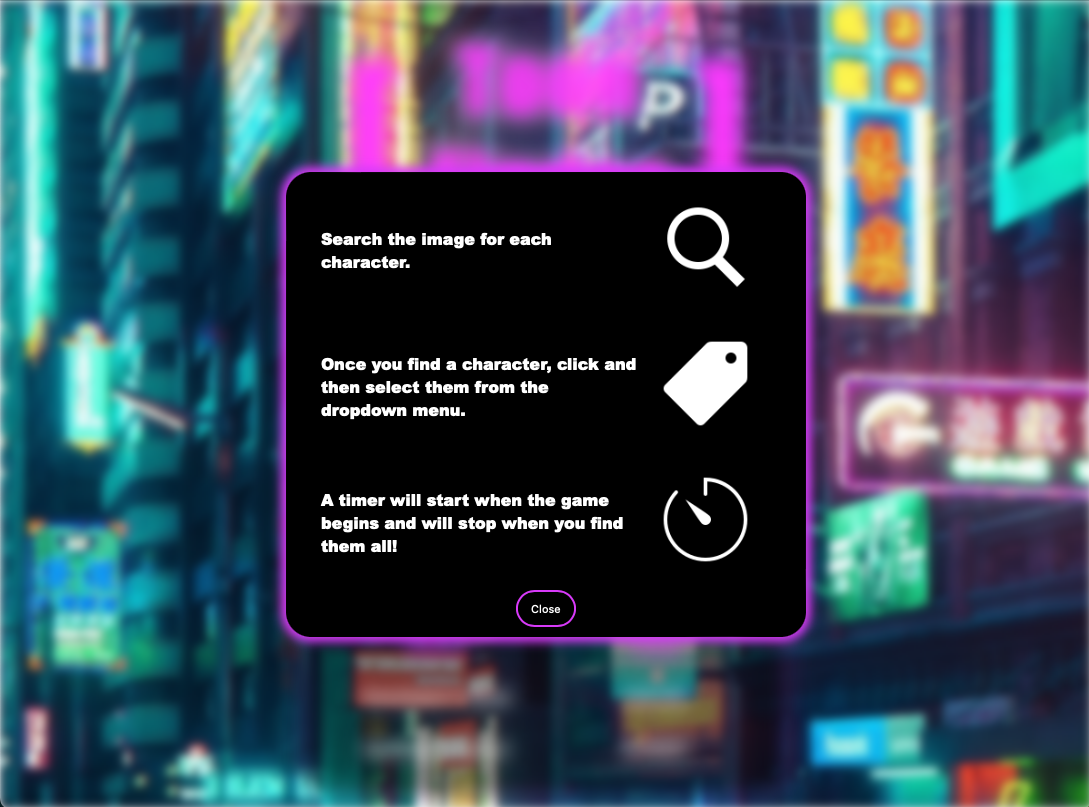 P
Search the image for each
character.
Once you find a character, click and
then select them from the
dropdown menu.
A timer will start when the game
begins and will stop when you find
them all!
Close